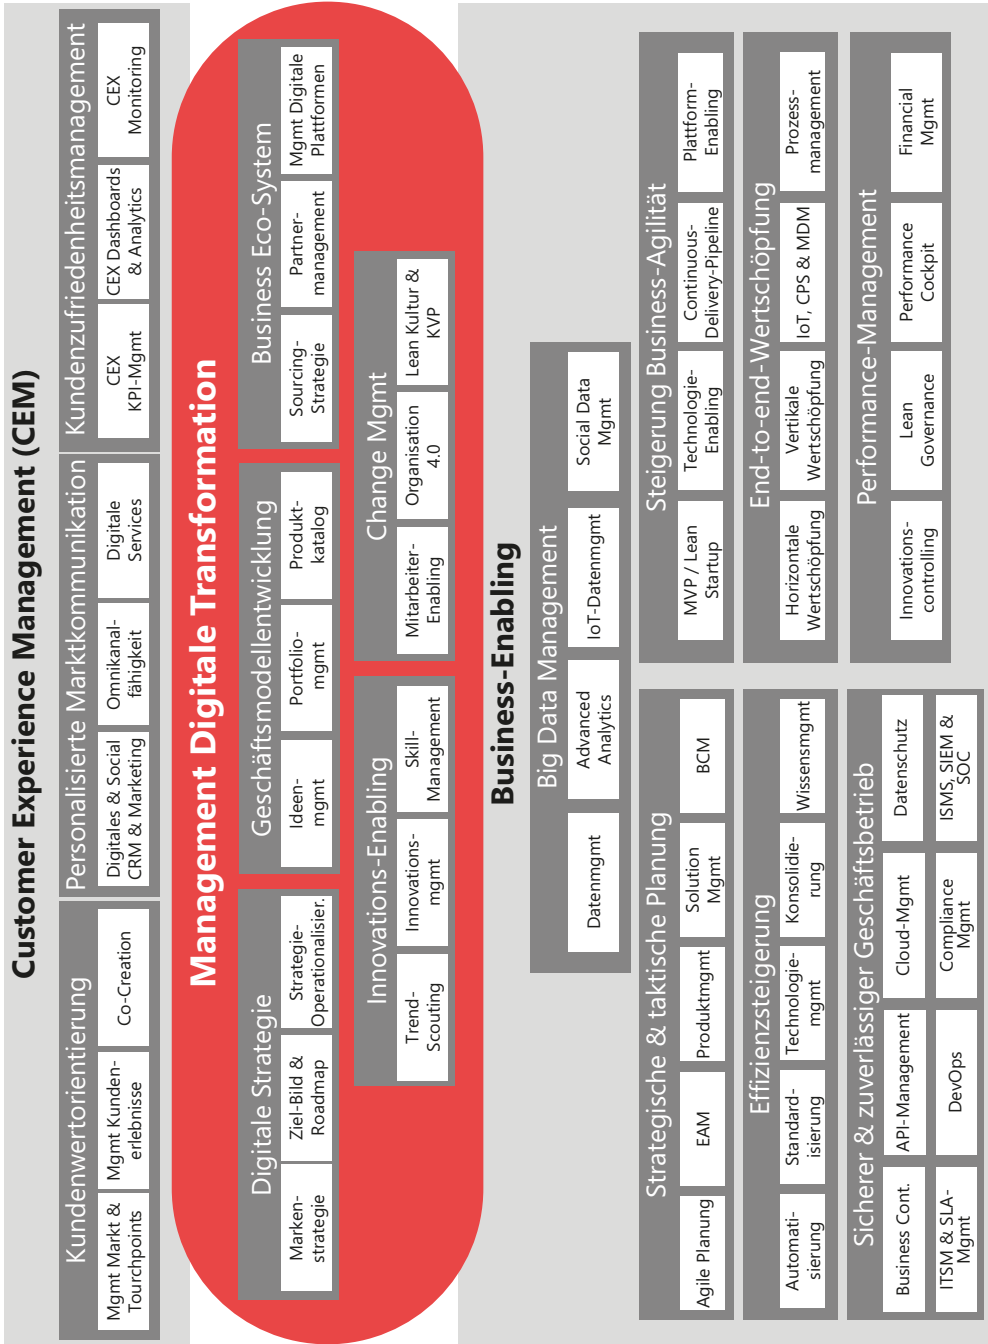 Customer Experience Management (CEM)
Kundenwertorientierung
Mgmt Markt &
Tourchpoints
Mgmt Kunden-
erlebnisse
Co-Creation
Personalisierte Marktkommunikation
Digitales & Social
CRM & Marketing
Omnikanal-
fähigkeit
Digitale
Services
Kundenzufriedenheitsmanagement
CEX
KPI-Mgmt
CEX Dashboards
& Analytics
CEX
Monitoring
Management Digitale Transformation
Digitale Strategie
Marken-
strategie
Ziel-Bild &
Roadmap
Strategie-
Operationalisier.
Geschäftsmodellentwicklung
Ideen-
mgmt
Portfolio-
mgmt
Produkt-
katalog
Business Eco-System
Sourcing-
Strategie
Partner-
management
Mgmt Digitale
Plattformen
Innovations-Enabling
Trend-
Scouting
Innovations-
mgmt
Skill-
Management
Change Mgmt
Mitarbeiter-
Enabling
Organisation
4.0
Lean Kultur &
KVP
Business-Enabling
Big Data Management
Datenmgmt
Advanced
Analytics
IoT-Datenmgmt
Social Data
Mgmt
Strategische & taktische Planung
Agile Planung
EAM
Produktmgmt
Solution
Mgmt
BCM
Steigerung Business-Agilität
MVP / Lean
Startup
Technologie-
Enabling
Continuous-
Delivery-Pipeline
Plattform-
Enabling
Effizienzsteigerung
Automati-
sierung
Standard-
isierung
Technologie-
mgmt
Konsolidie-
rung
Wissensmgmt
End-to-end-Wertschöpfung
Horizontale
Wertschöpfung
Vertikale
Wertschöpfung
IoT, CPS & MDM
Prozess-
management
Sicherer & zuverlässiger Geschäftsbetrieb
Business Cont.
API-Management
Cloud-Mgmt
Datenschutz
ITSM & SLA-
Mgmt
DevOps
Compliance
Mgmt
ISMS, SIEM &
SOC
Performance-Management
Innovations-
controlling
Lean
Governance
Performance
Cockpit
Financial
Mgmt